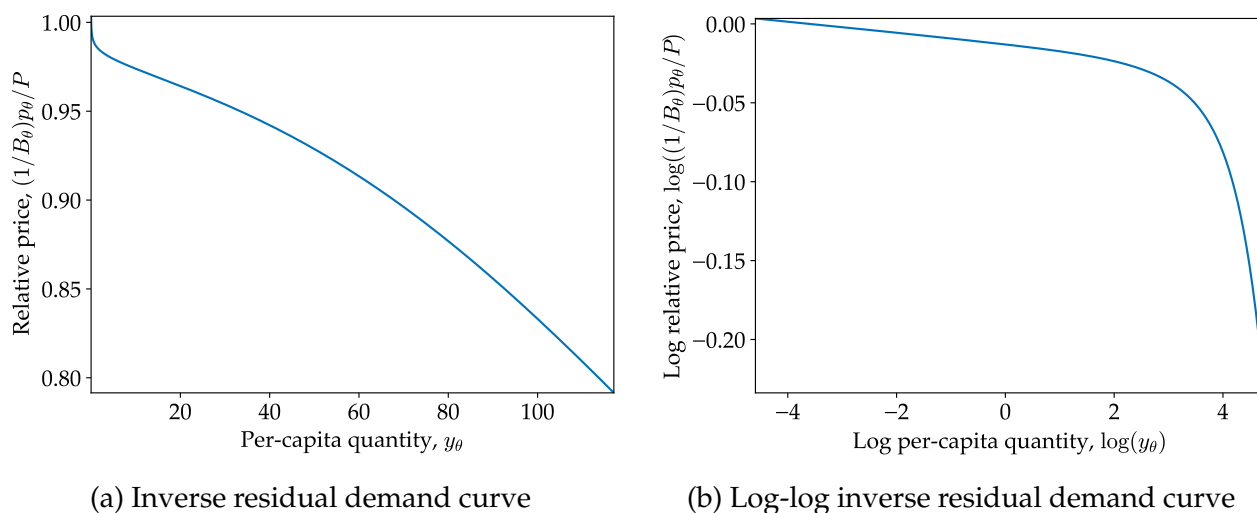 1.00
0.95
0.90
0.85
0.80
20 40 60 80 100
Relative price, (1/B_θ)p_θ/P
Per-capita quantity, y_θ
(a) Inverse residual demand curve
0.00
−0.05
−0.10
−0.15
−0.20
−4 −2 0 2 4
Log relative price, log((1/B_θ)p_θ/P)
Log per-capita quantity, log(y_θ)
(b) Log-log inverse residual demand curve